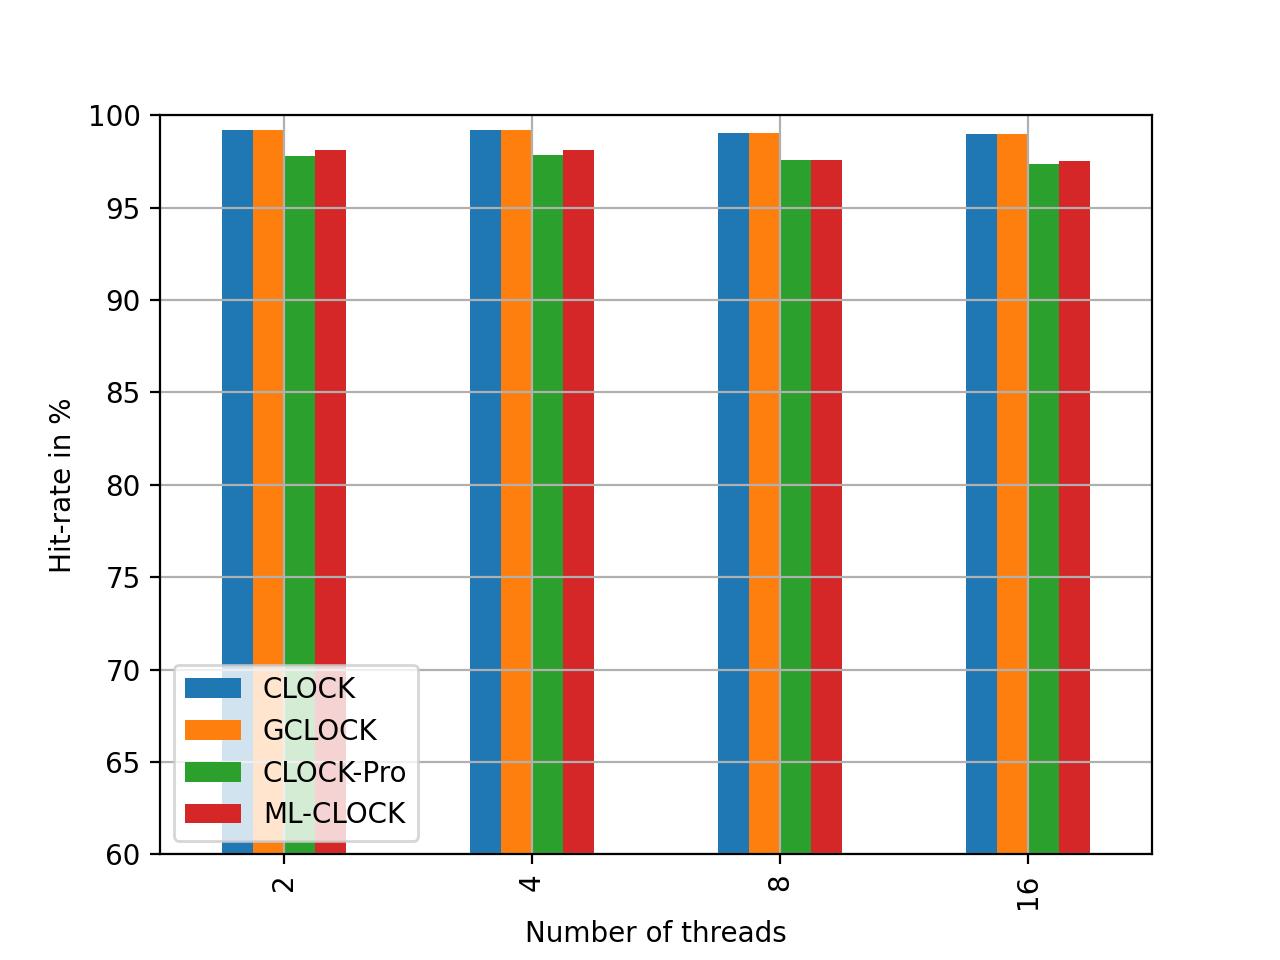 100
95
90
85
80
75
70
65
60
Hit-rate in %
CLOCK
GCLOCK
CLOCK-Pro
ML-CLOCK
2
4
8
16
Number of threads